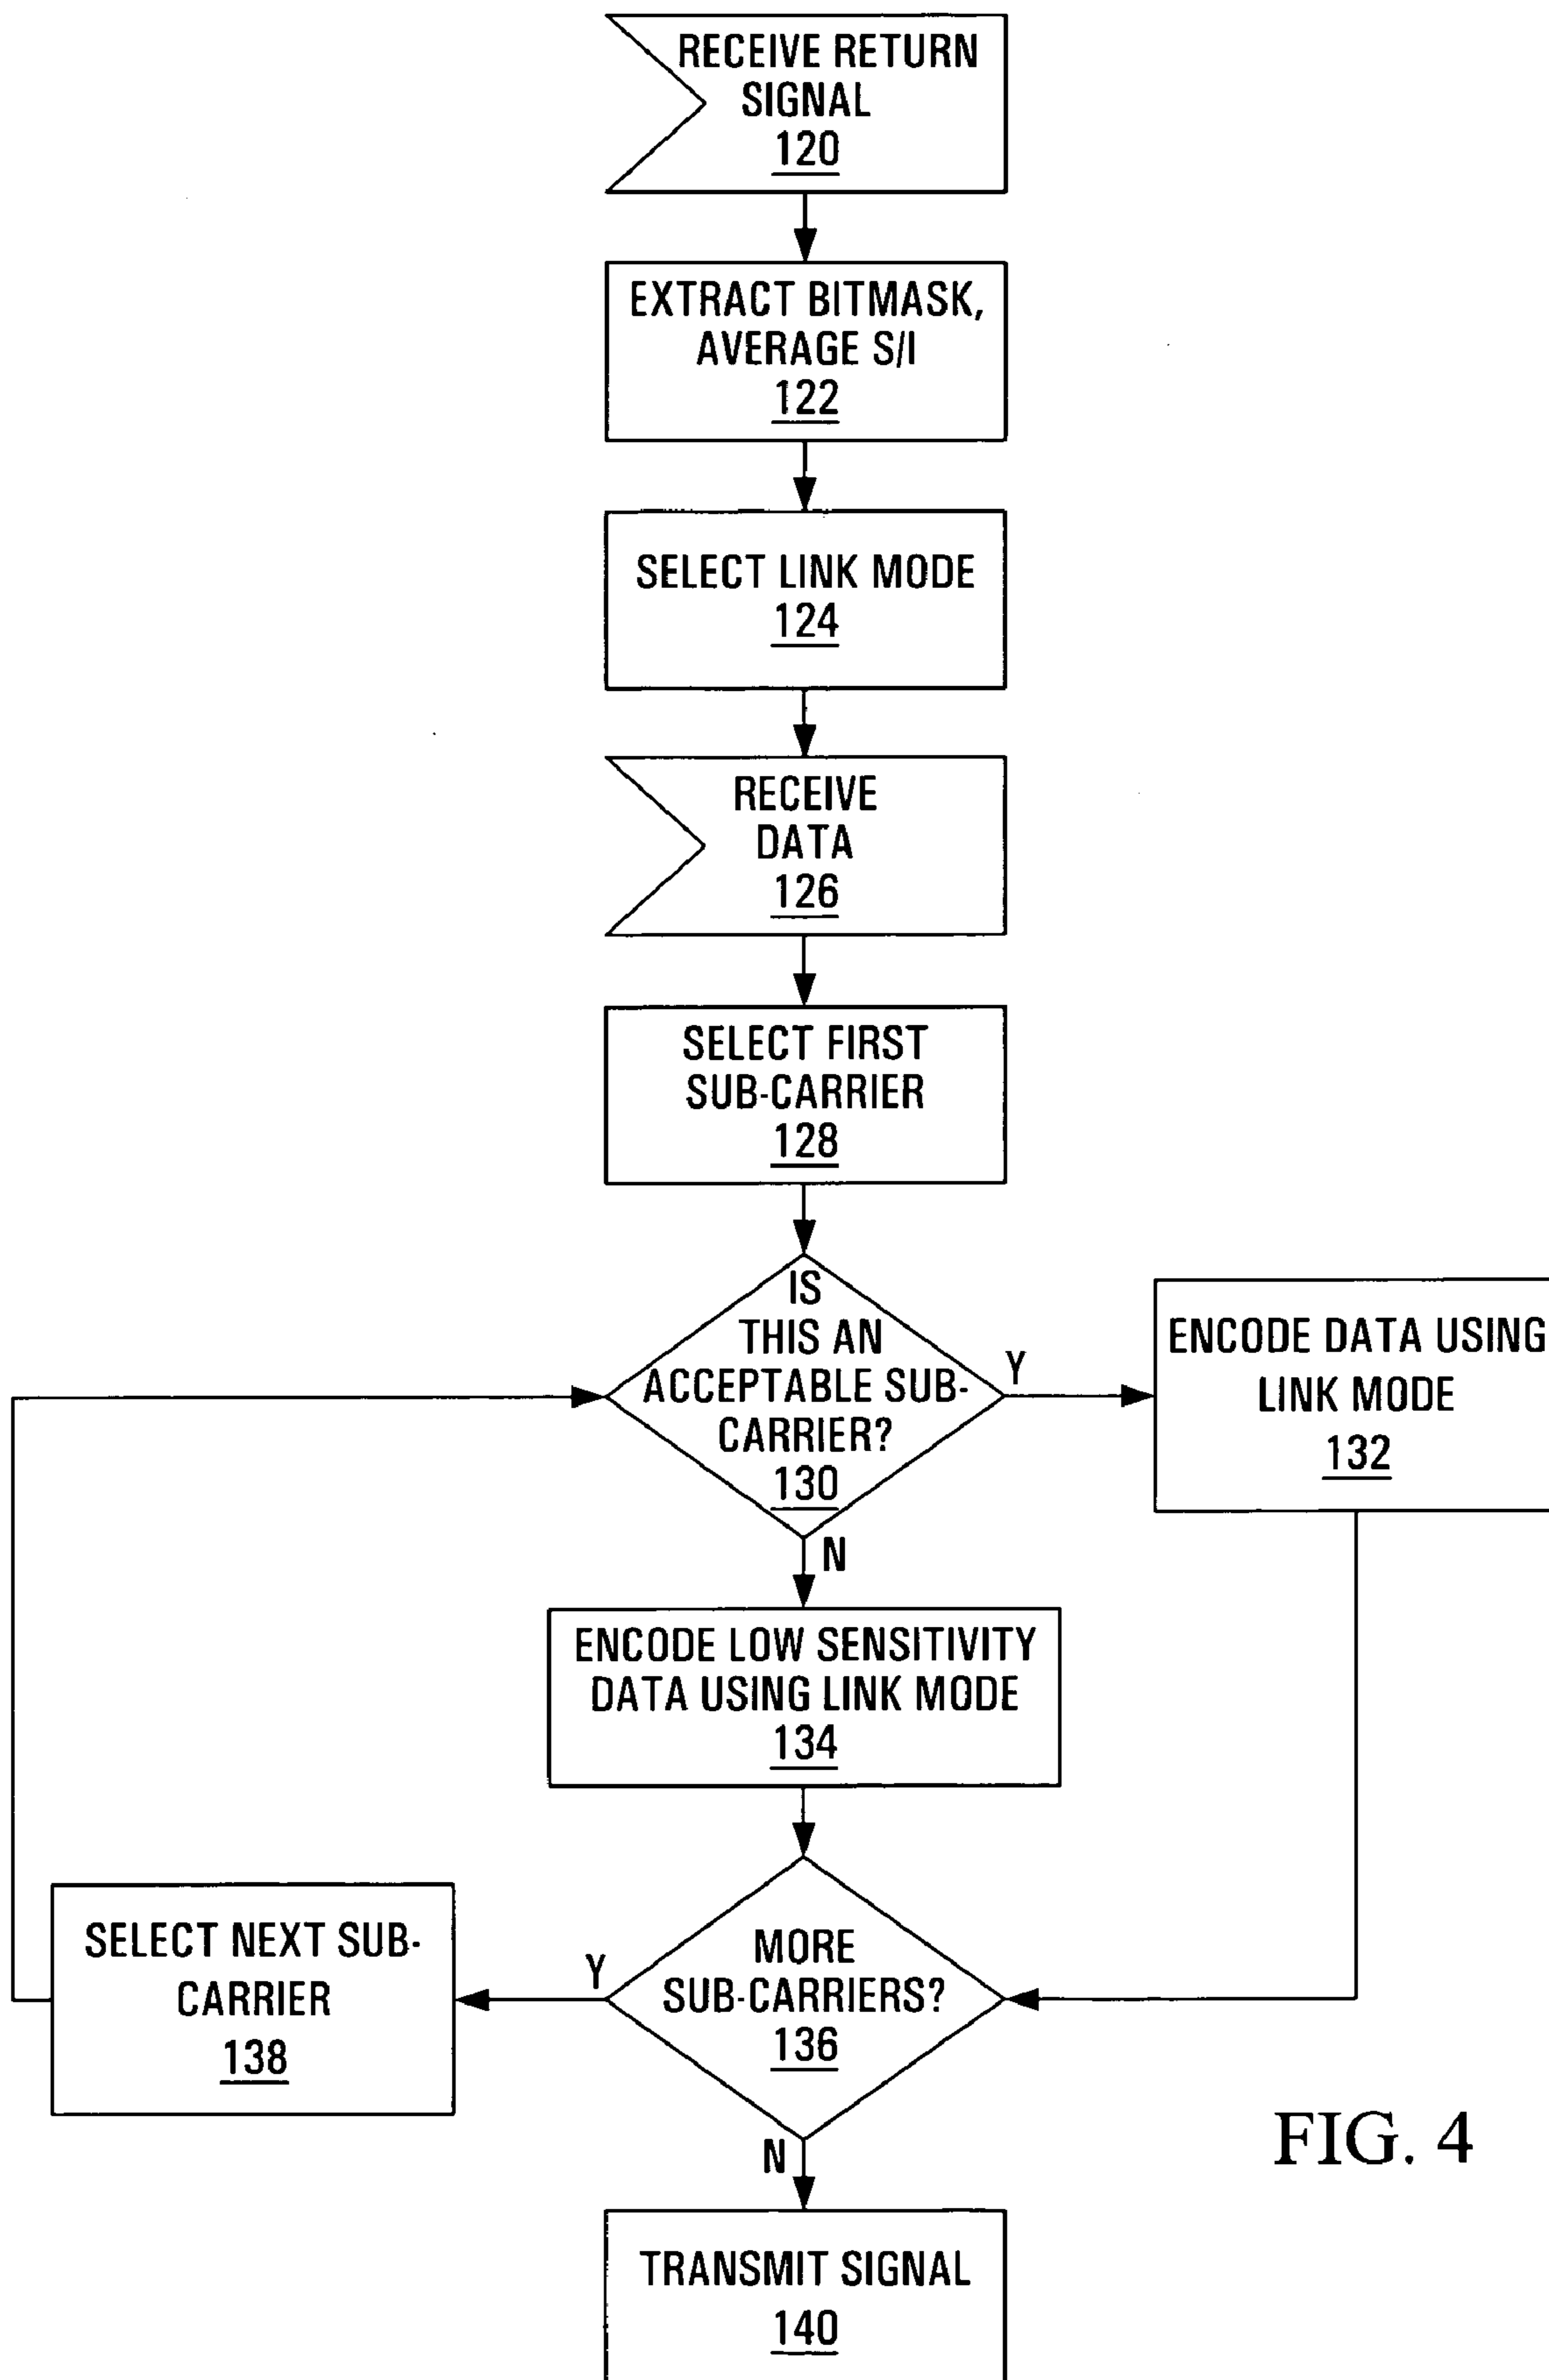 RECEIVE RETURN
SIGNAL
120
EXTRACT BITMASK,
AVERAGE S/I
122
SELECT LINK MODE
124
RECEIVE
DATA
126
SELECT FIRST
SUB-CARRIER
128
IS
THIS AN
ACCEPTABLE SUB-
CARRIER?
130
Y
N
ENCODE DATA USING
LINK MODE
132
ENCODE LOW SENSITIVITY
DATA USING LINK MODE
134
MORE
SUB-CARRIERS?
136
Y
N
SELECT NEXT SUB-
CARRIER
138
TRANSMIT SIGNAL
140
FIG. 4